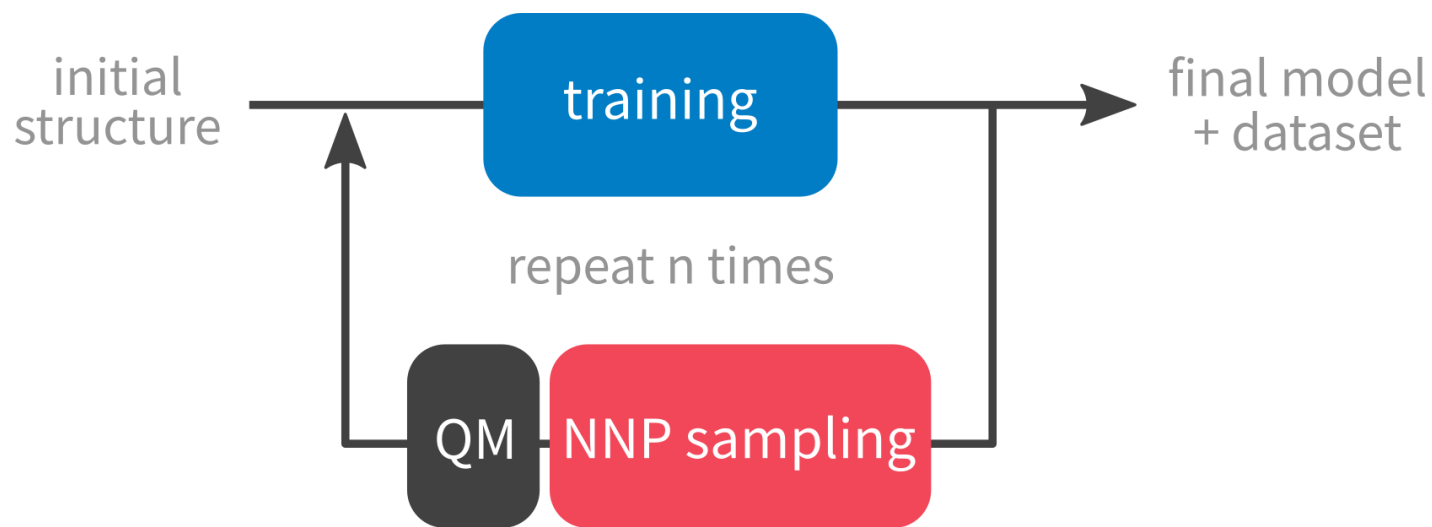 initial
structure
training
final model
+ dataset
repeat n times
QM
NNP sampling